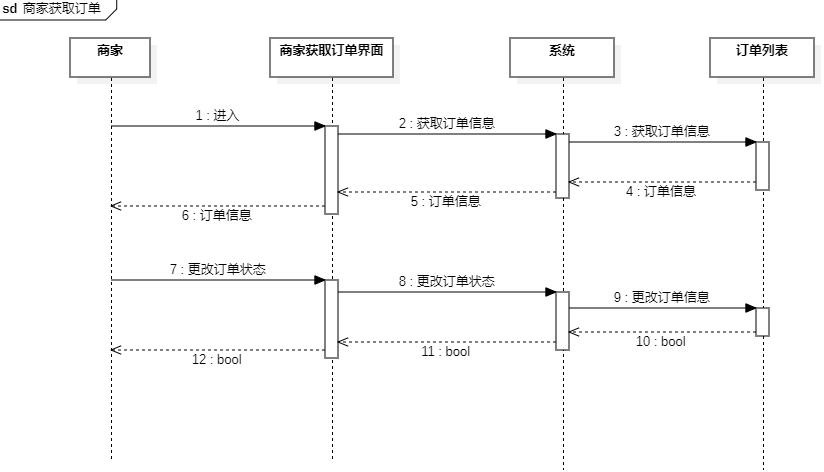 sd 商家获取订单
商家
商家获取订单界面
系统
订单列表
1 : 进入
2 : 获取订单信息
3 : 获取订单信息
4 : 订单信息
5 : 订单信息
6 : 订单信息
7 : 更改订单状态
8 : 更改订单状态
9 : 更改订单信息
10 : bool
11 : bool
12 : bool